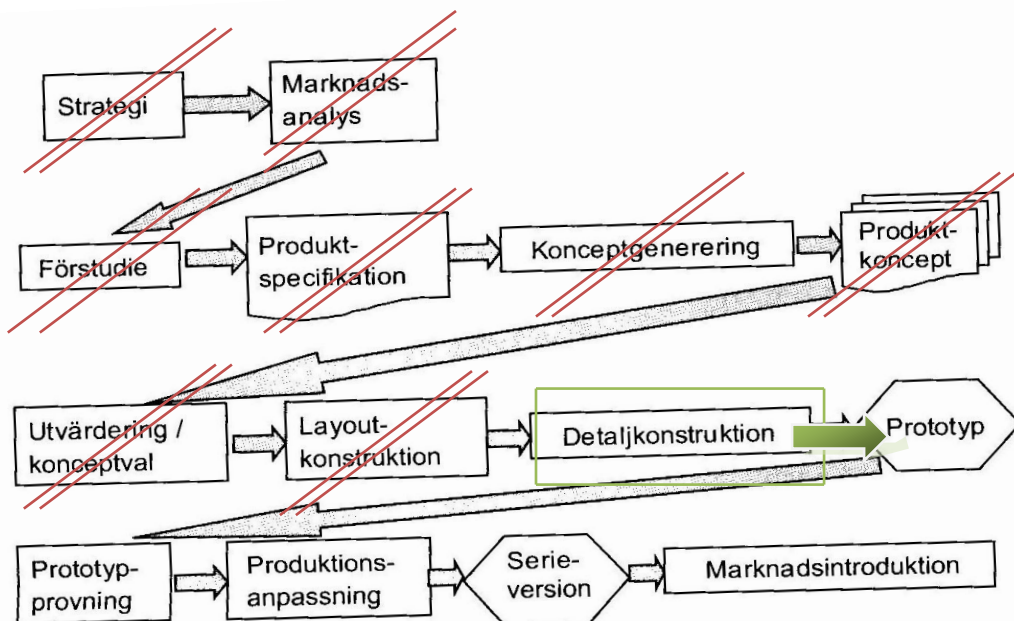 Strategi
Marknads-
analys
Förstudie
Produkt-
specifikation
Konceptgenerering
Produkt-
koncept
Utvärdering /
konceptval
Layout-
konstruktion
Detaljkonstruktion
Prototyp
Prototyp-
provning
Produktions-
anpassning
Serie-
version
Marknadsintroduktion